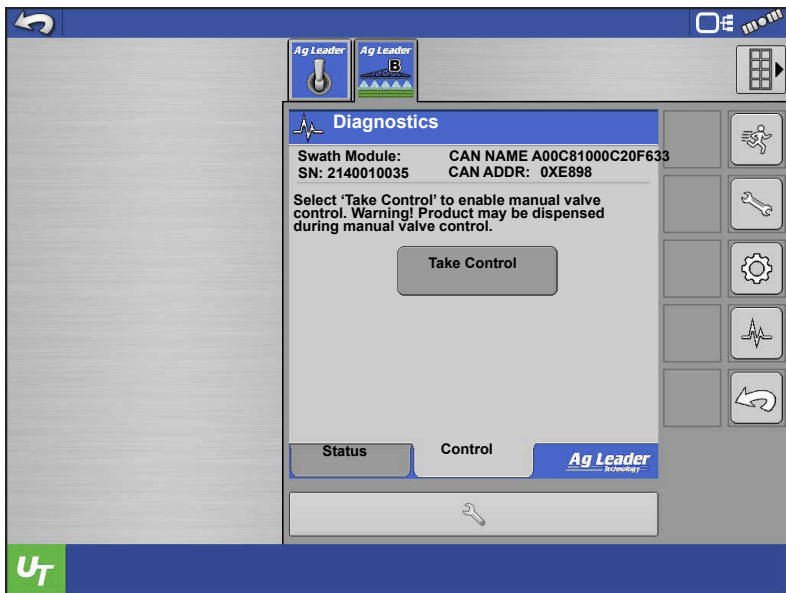 Ag Leader
Ag Leader
B
Diagnostics
Swath Module: CAN NAME A00C81000C20F633
SN: 2140010035 CAN ADDR: 0XE898
Select ‘Take Control’ to enable manual valve
control. Warning! Product may be dispensed
during manual valve control.
Take Control
Status
Control
Ag Leader
Technology
UT